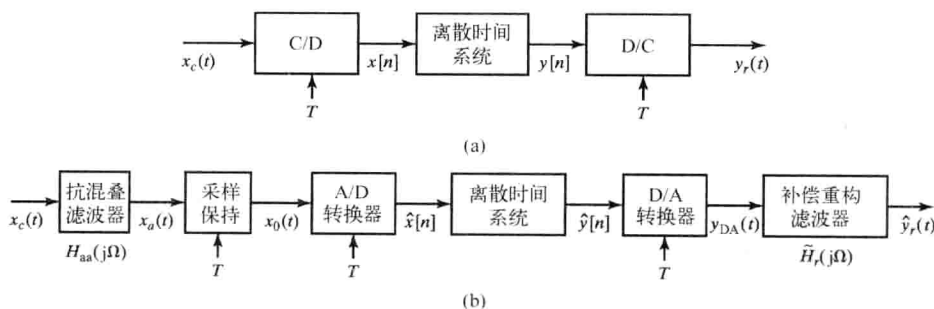 C/D
离散时间
系统
D/C
x_c(t)
x[n]
y[n]
y_r(t)
T
T
(a)
抗混叠
滤波器
采样
保持
A/D
转换器
离散时间
系统
D/A
转换器
补偿重构
滤波器
x_c(t)
x_a(t)
x_0(t)
x̂[n]
ŷ[n]
y_DA(t)
ŷ_r(t)
H_aa(jΩ)
T
T
T
H̃_r(jΩ)
(b)